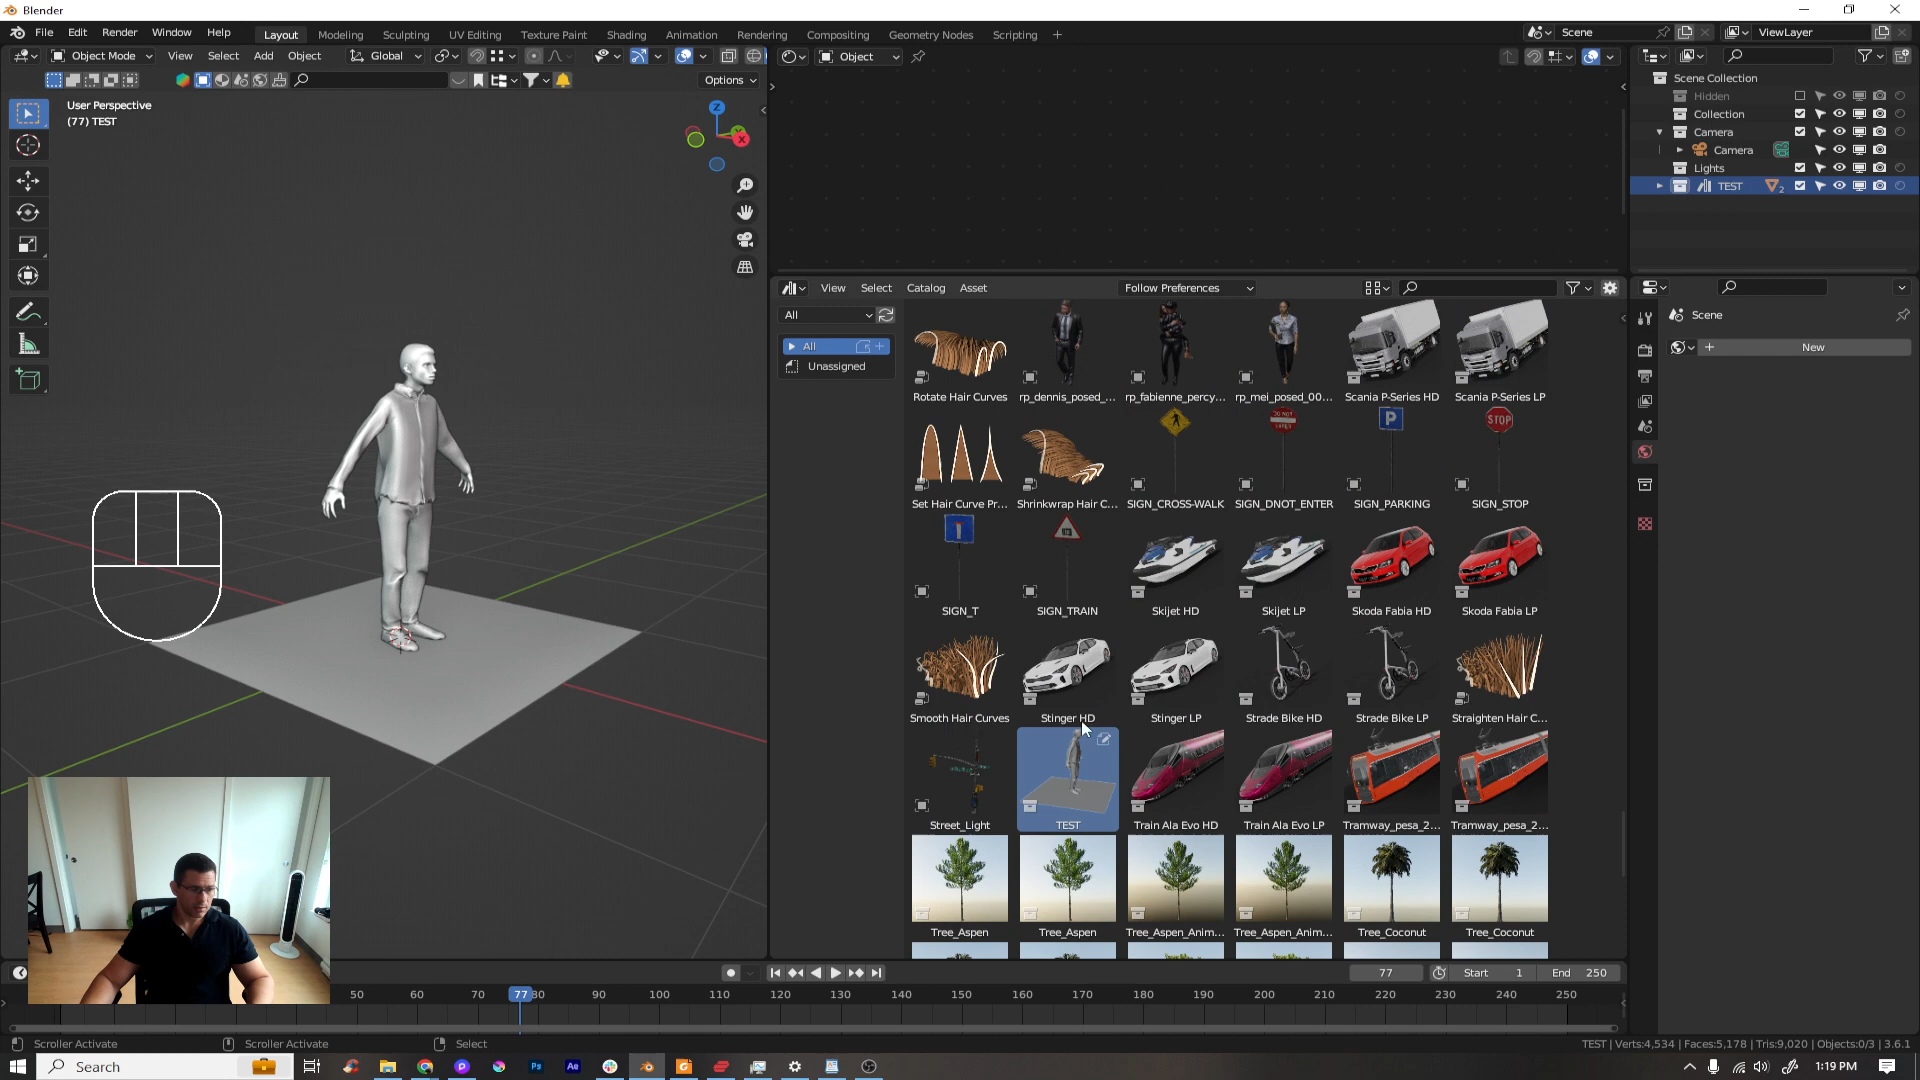 Blender
File Edit Render Window Help
Layout Modeling Sculpting UV Editing Texture Paint Shading Animation Rendering Compositing Geometry Nodes Scripting +
Scene
ViewLayer
Object Mode View Select Add Object
Global
Object
Options
User Perspective
(77) TEST
Z
X
Scene Collection
Hidden
Collection
Camera
Camera
Lights
TEST
2
View Select Catalog Asset
Follow Preferences
All
All
Unassigned
Rotate Hair Curves rp_dennis_posed_... rp_fabienne_percy... rp_mei_posed_00... Scania P-Series HD Scania P-Series LP
P STOP
Set Hair Curve Pr... Shrinkwrap Hair C... SIGN_CROSS-WALK SIGN_DNOT_ENTER SIGN_PARKING SIGN_STOP
SIGN_T SIGN_TRAIN Skijet HD Skijet LP Skoda Fabia HD Skoda Fabia LP
Smooth Hair Curves Stinger HD Stinger LP Strade Bike HD Strade Bike LP Straighten Hair C...
Street_Light TEST Train Ala Evo HD Train Ala Evo LP Tramway_pesa_2... Tramway_pesa_2...
Tree_Aspen Tree_Aspen Tree_Aspen_Anim... Tree_Aspen_Anim... Tree_Coconut Tree_Coconut
Scene
+ New
77 Start 1 End 250
50 60 70 77 80 90 100 110 120 130 140 150 160 170 180 190 200 210 220 230 240 250
Scroller Activate Scroller Activate Select
TEST | Verts:4,534 | Faces:5,178 | Tris:9,020 | Objects:0/3 | 3.6.1
Search
Ps
Ae
1:19 PM